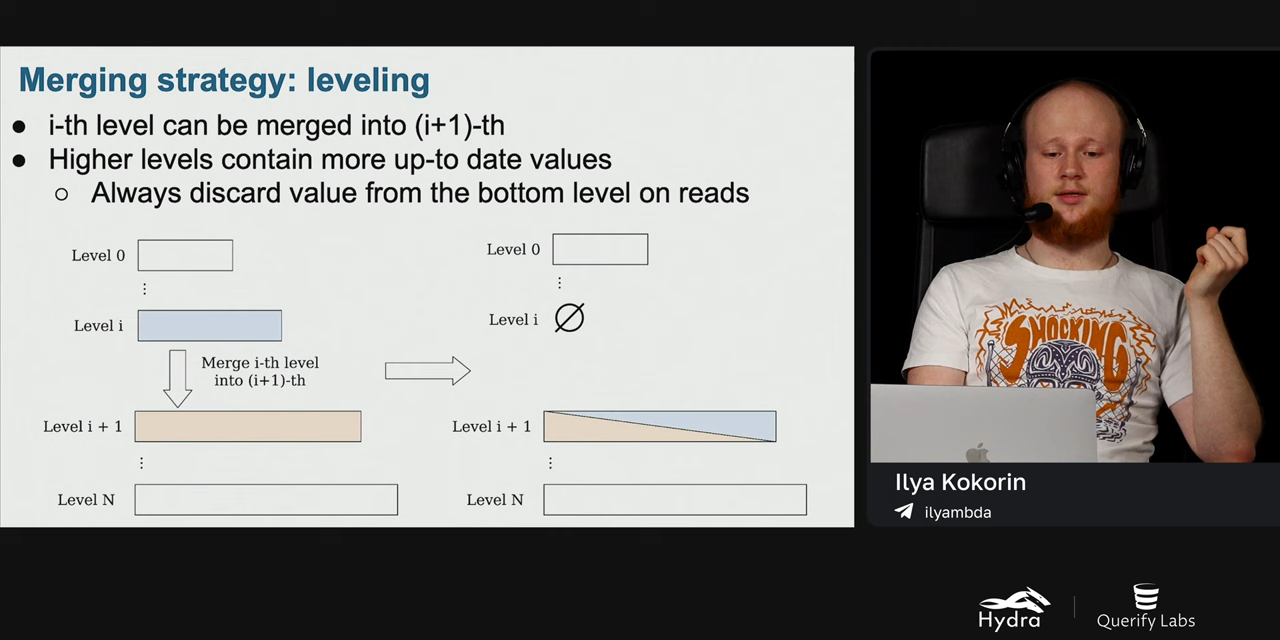 Merging strategy: leveling
● i-th level can be merged into (i+1)-th
● Higher levels contain more up-to date values
○ Always discard value from the bottom level on reads
Level 0
⋮
Level i
Merge i-th level
into (i+1)-th
Level i + 1
⋮
Level N
Level 0
⋮
Level i
∅
Level i + 1
⋮
Level N
SHOCKING
Ilya Kokorin
ilyambda
Hydra
Querify Labs